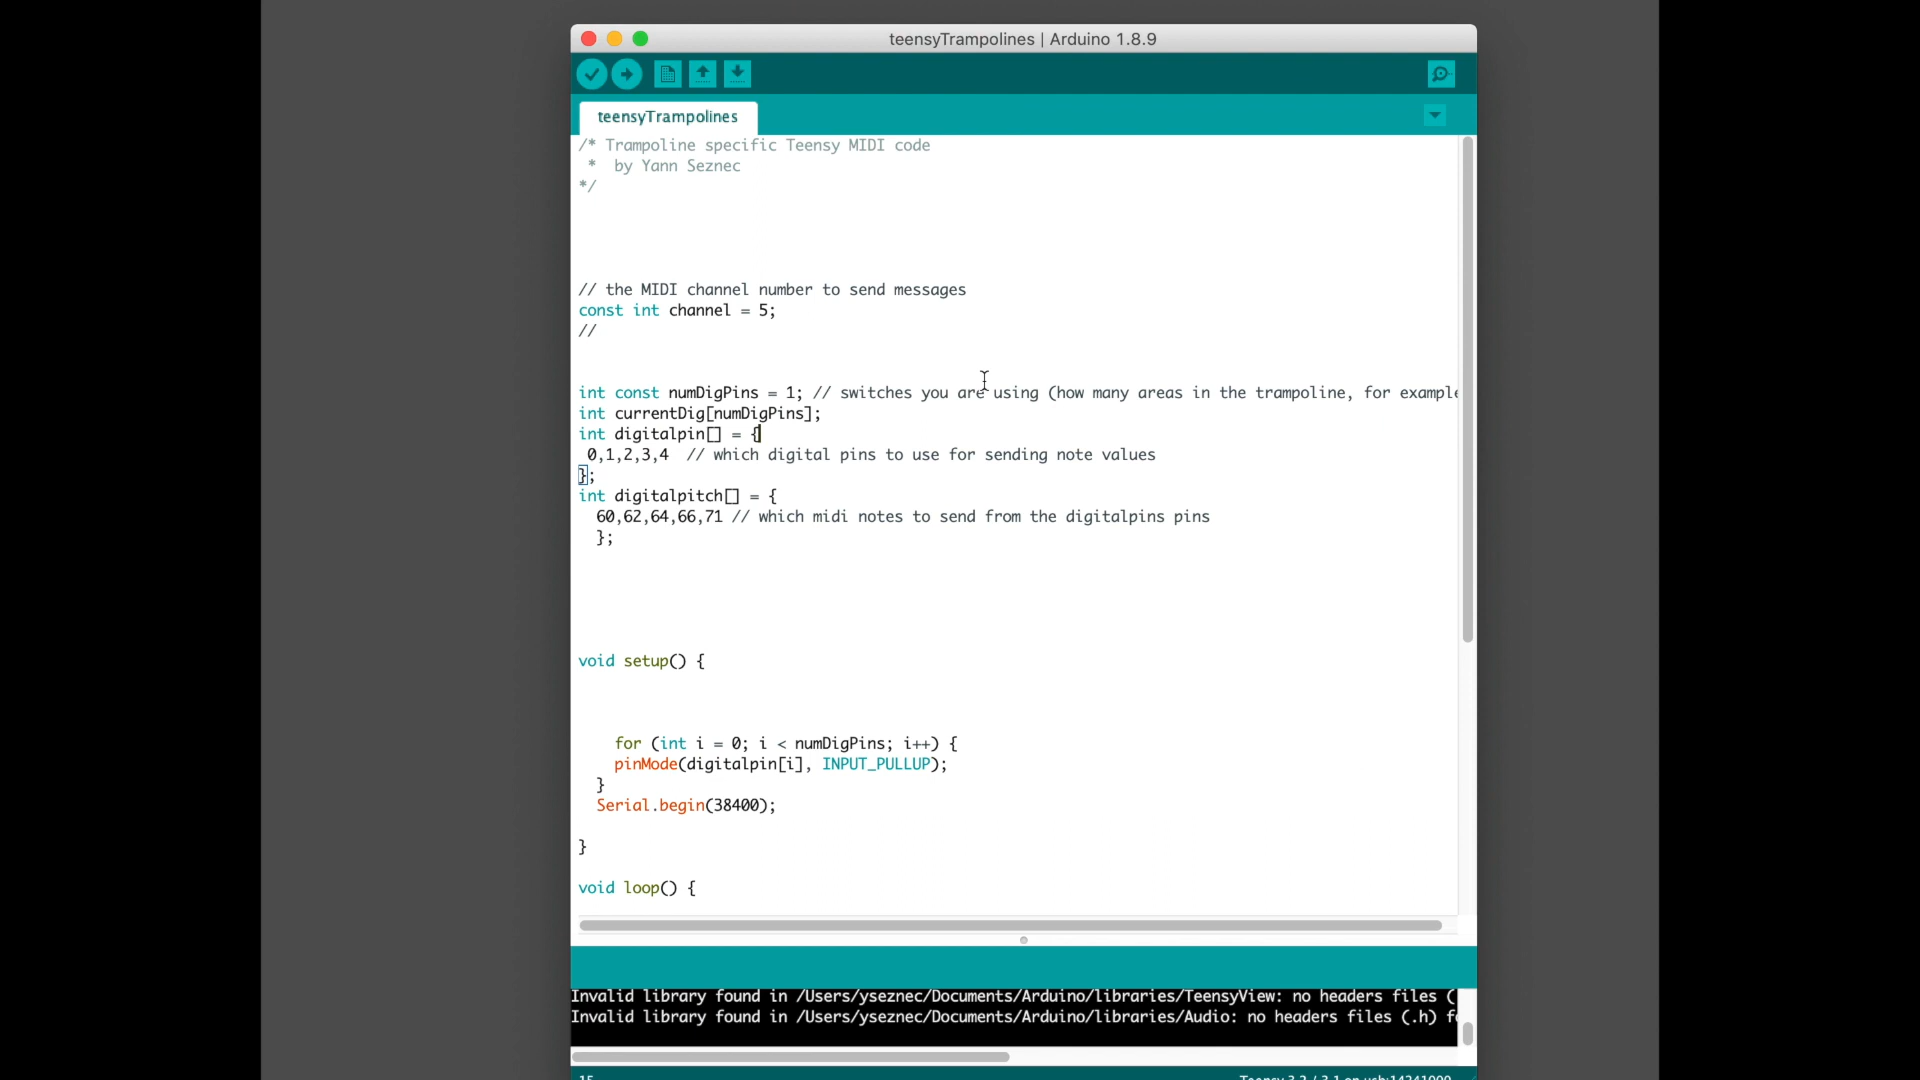 teensyTrampolines | Arduino 1.8.9
teensyTrampolines
/* Trampoline specific Teensy MIDI code
* by Yann Seznec
*/
// the MIDI channel number to send messages
const int channel = 5;
//
int const numDigPins = 1; // switches you are using (how many areas in the trampoline, for example
int currentDig[numDigPins];
int digitalpin[] = {
0,1,2,3,4 // which digital pins to use for sending note values
};
int digitalpitch[] = {
60,62,64,66,71 // which midi notes to send from the digitalpins pins
};
void setup() {
for (int i = 0; i < numDigPins; i++) {
pinMode(digitalpin[i], INPUT_PULLUP);
}
Serial.begin(38400);
}
void loop() {
Invalid library found in /Users/yseznec/Documents/Arduino/libraries/TeensyView: no headers files (
Invalid library found in /Users/yseznec/Documents/Arduino/libraries/Audio: no headers files (.h) f